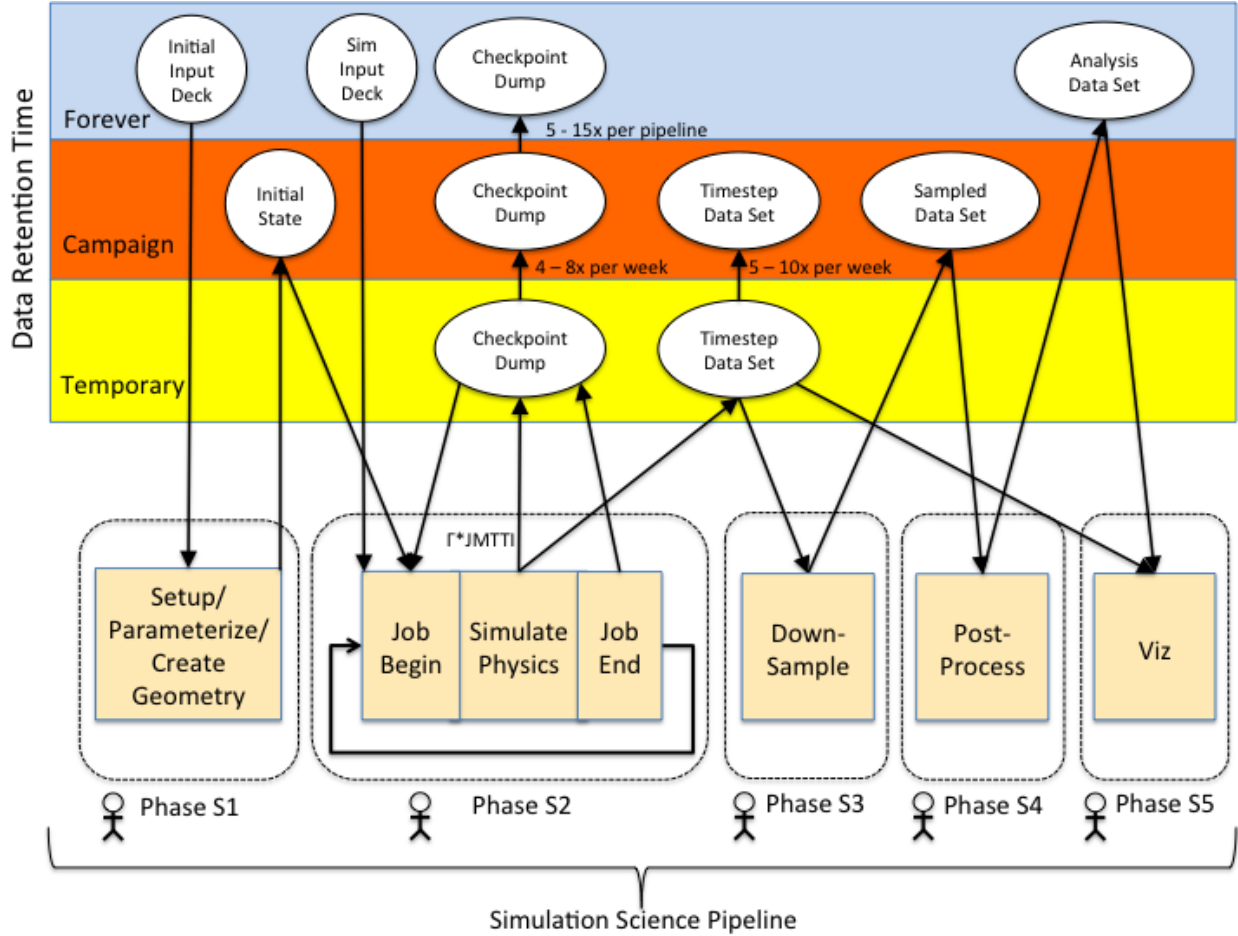 Data Retention Time
Initial
Input
Deck
Sim
Input
Deck
Checkpoint
Dump
Analysis
Data Set
Forever
5 - 15x per pipeline
Initial
State
Checkpoint
Dump
Timestep
Data Set
Sampled
Data Set
Campaign
4 – 8x per week
5 – 10x per week
Checkpoint
Dump
Timestep
Data Set
Temporary
Γ*JMTTI
Setup/
Parameterize/
Create
Geometry
Job
Begin
Simulate
Physics
Job
End
Down-
Sample
Post-
Process
Viz
Phase S1
Phase S2
Phase S3
Phase S4
Phase S5
Simulation Science Pipeline